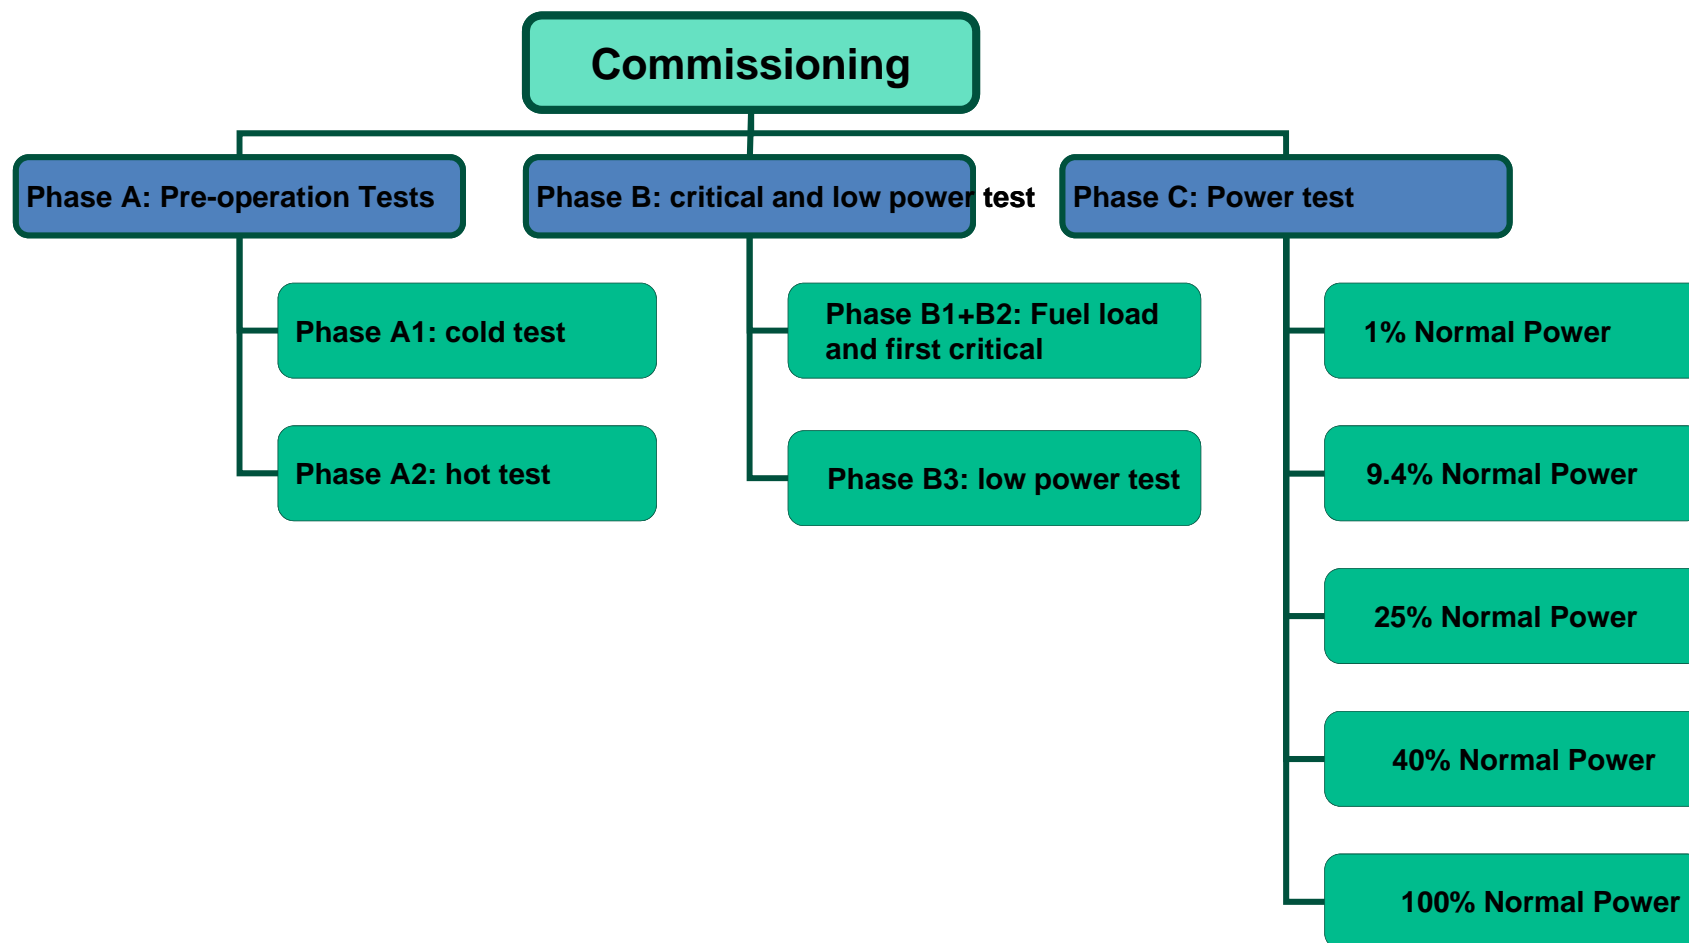 Commissioning
Phase A: Pre-operation Tests
Phase B: critical and low power test
Phase C: Power test
Phase A1: cold test
Phase B1+B2: Fuel load
and first critical
1% Normal Power
Phase A2: hot test
Phase B3: low power test
9.4% Normal Power
25% Normal Power
40% Normal Power
100% Normal Power